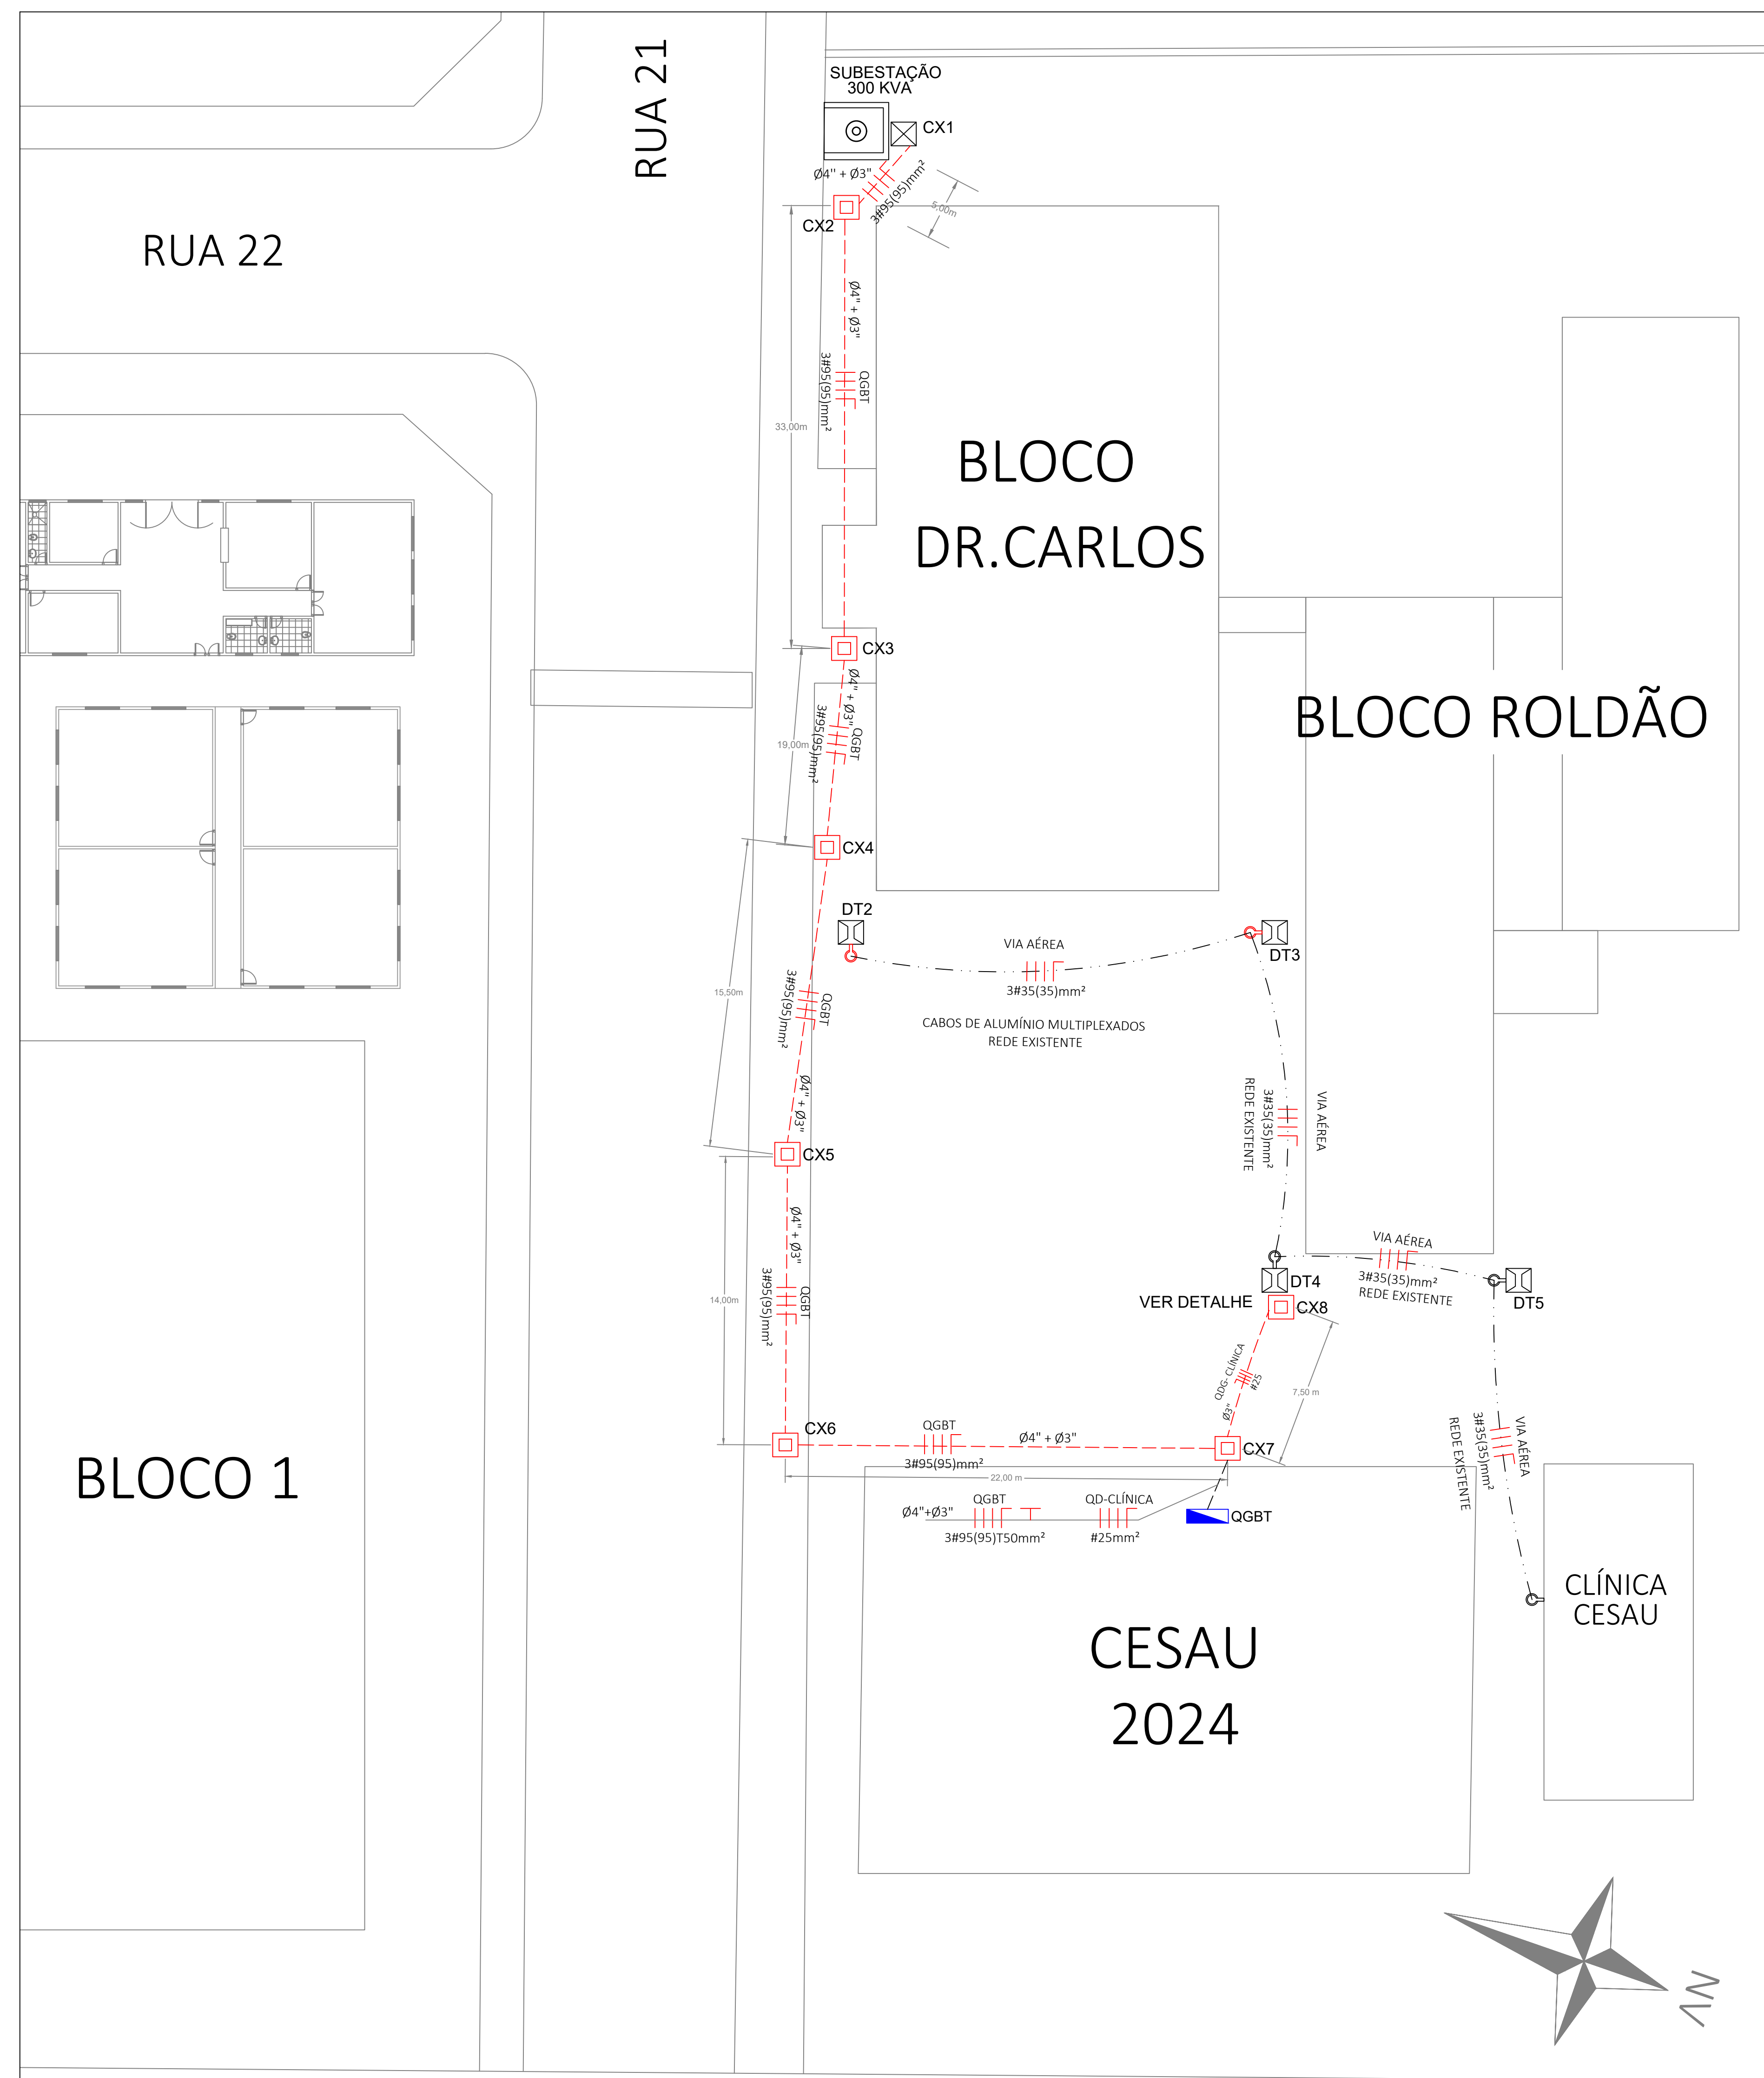 RUA 21
SUBESTAÇÃO
300 KVA
CX1
Ø4" + Ø3"
3#95(95)mm²
5,00m
CX2
RUA 22
Ø4" + Ø3"
3#95(95)mm²
QGBT
33,00m
BLOCO
DR.CARLOS
CX3
Ø4" + Ø3"
3#95(95)mm²
QGBT
19,00m
BLOCO ROLDÃO
CX4
DT2
VIA AÉREA
DT3
3#35(35)mm²
CABOS DE ALUMÍNIO MULTIPLEXADOS
REDE EXISTENTE
15,50m
3#95(95)mm²
QGBT
Ø4" + Ø3"
REDE EXISTENTE
3#35(35)mm²
VIA AÉREA
CX5
Ø4" + Ø3"
3#95(95)mm²
QGBT
14,00m
VIA AÉREA
3#35(35)mm²
REDE EXISTENTE
DT4
DT5
VER DETALHE
CX8
QDG- CLÍNICA
#25
Ø3"
7,50 m
CX6
QGBT
Ø4" + Ø3"
3#95(95)mm²
CX7
22,00 m
REDE EXISTENTE
3#35(35)mm²
VIA AÉREA
Ø4"+Ø3"
QGBT
3#95(95)T50mm²
QD-CLÍNICA
#25mm²
QGBT
BLOCO 1
CLÍNICA
CESAU
CESAU
2024
NV